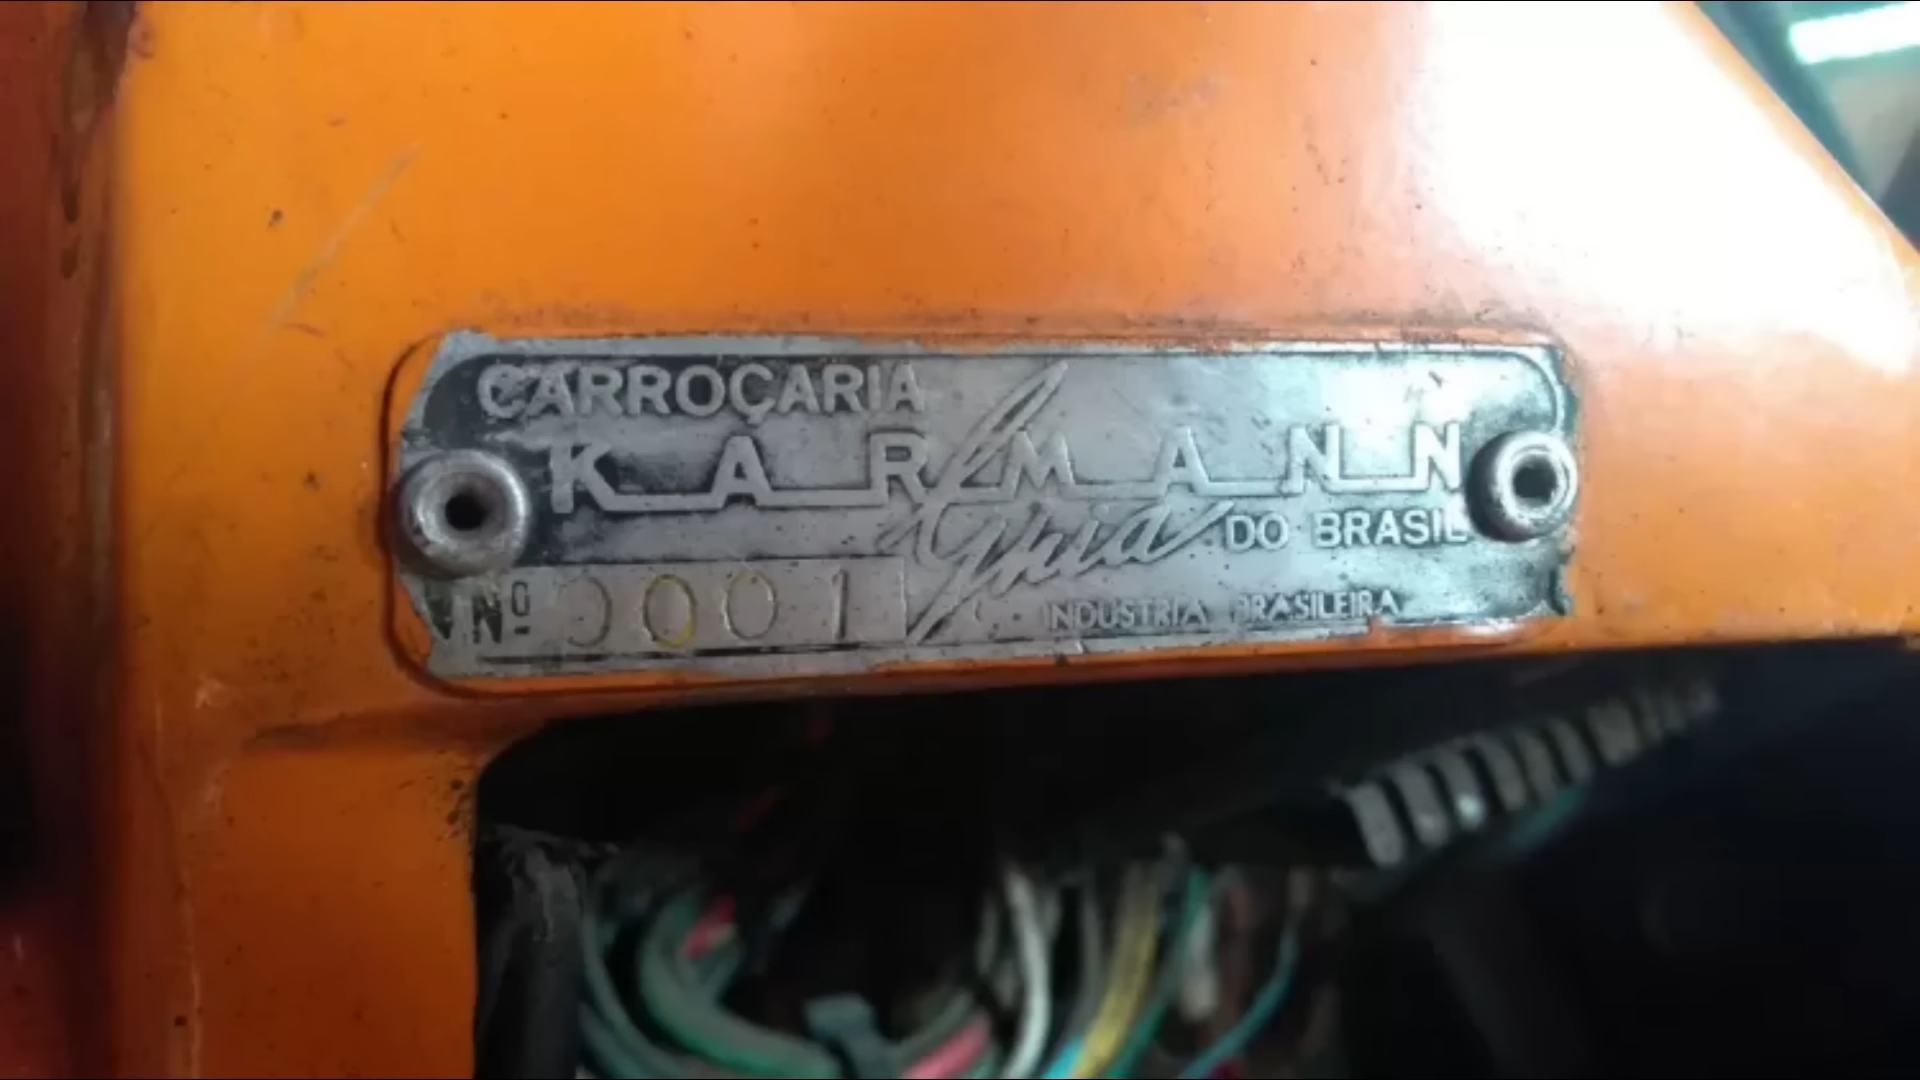 CARROÇARIA
KARMANN
Ghia DO BRASIL
Nº 0001
INDUSTRIA BRASILEIRA